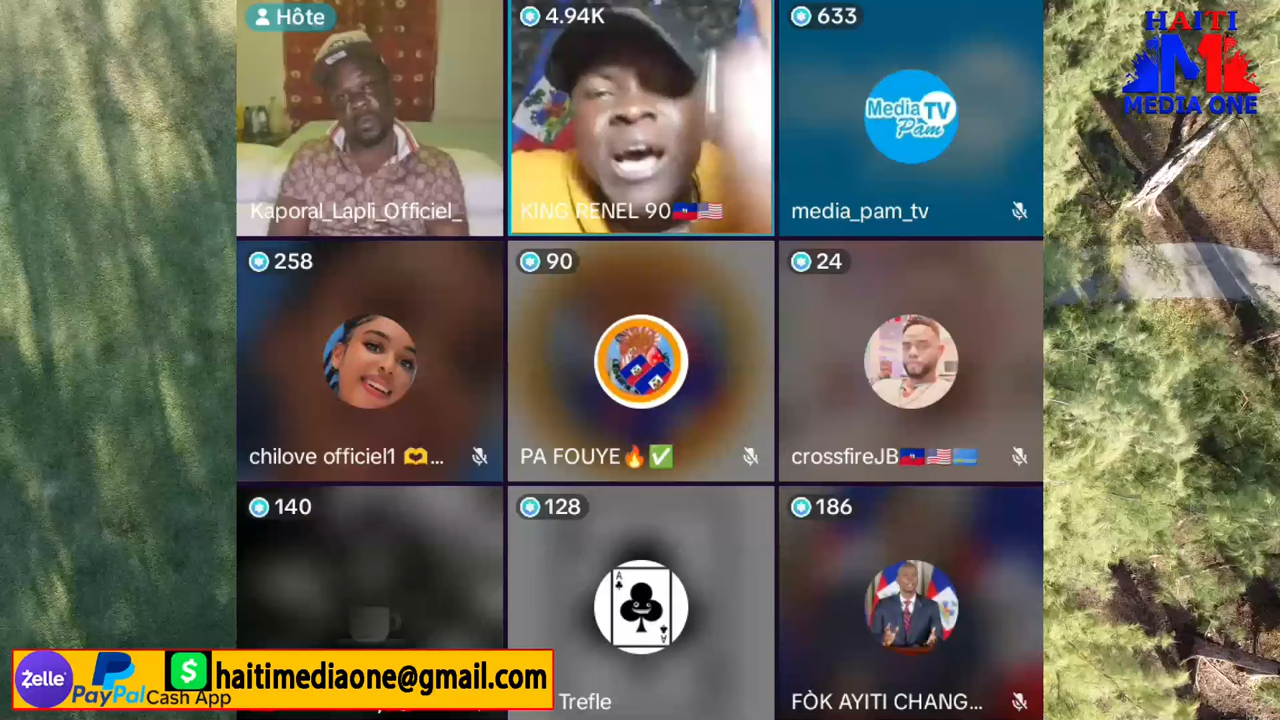 Hôte
4.94K
633
HAITI
M
MEDIA ONE
Media TV
Pam
Kaporal_Lapli_Officiel_
KING RENEL 90
media_pam_tv
258
90
24
chilove officiel1 🫶...
PA FOUYE🔥✅
crossfireJB
140
128
186
A
A
Zelle
PayPal
$
Cash App
haitimediaone@gmail.com
Trefle
FÒK AYITI CHANG...